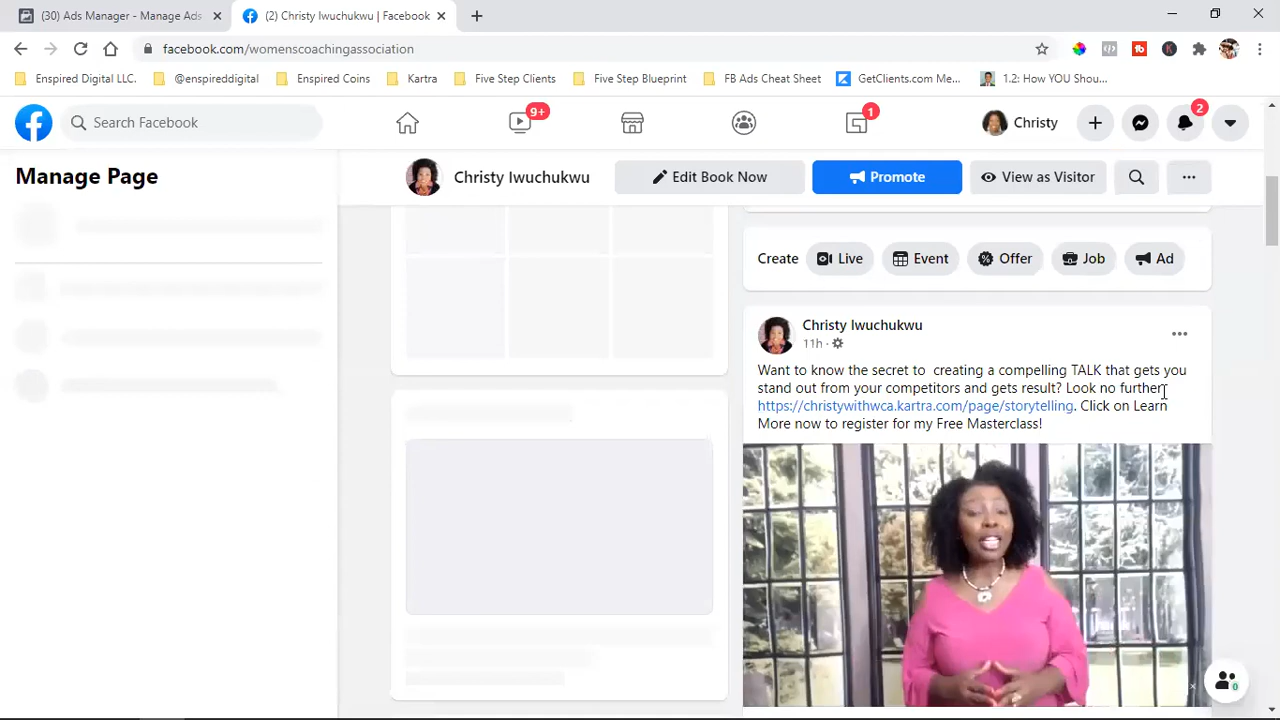 (30) Ads Manager - Manage Ads
(2) Christy Iwuchukwu | Facebook
facebook.com/womenscoachingassociation
Enspired Digital LLC.
@enspireddigital
Enspired Coins
Kartra
Five Step Clients
Five Step Blueprint
FB Ads Cheat Sheet
GetClients.com Me...
1.2: How YOU Shou...
Search Facebook
9+
1
Christy
2
Manage Page
Christy Iwuchukwu
Edit Book Now
Promote
View as Visitor
Create
Live
Event
Offer
Job
Ad
Christy Iwuchukwu
11h ·
Want to know the secret to  creating a compelling TALK that gets you
stand out from your competitors and gets result? Look no further
https://christywithwca.kartra.com/page/storytelling. Click on Learn
More now to register for my Free Masterclass!
0